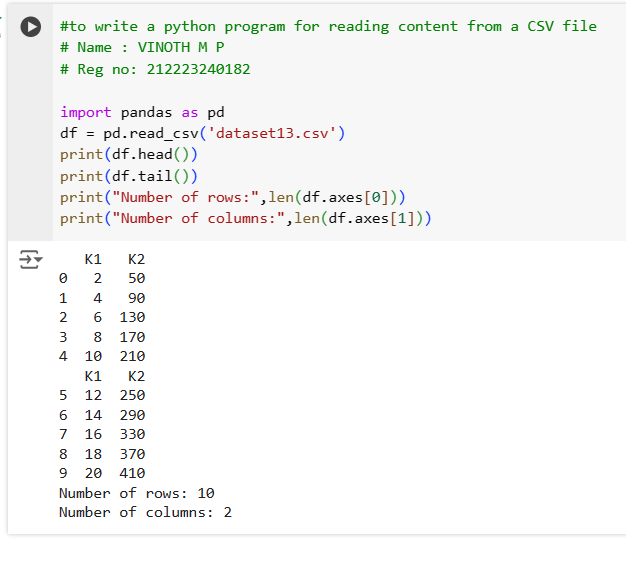 #to write a python program for reading content from a CSV file
# Name : VINOTH M P
# Reg no: 212223240182
import pandas as pd
df = pd.read_csv('dataset13.csv')
print(df.head())
print(df.tail())
print("Number of rows:",len(df.axes[0]))
print("Number of columns:",len(df.axes[1]))
K1 K2
0 2 50
1 4 90
2 6 130
3 8 170
4 10 210
K1 K2
5 12 250
6 14 290
7 16 330
8 18 370
9 20 410
Number of rows: 10
Number of columns: 2